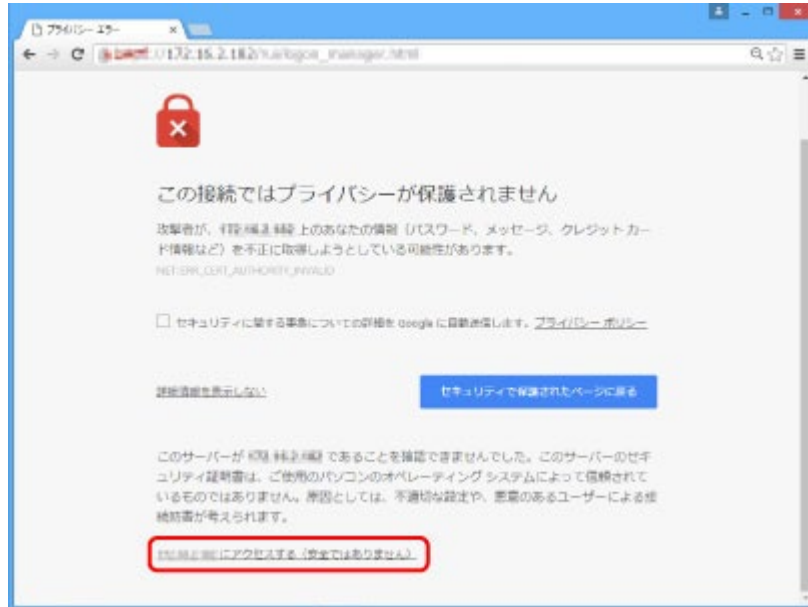 プライバシー エラー
://172.16.2.182/rui/logon_manager.html
この接続ではプライバシーが保護されません
攻撃者が、 上のあなたの情報（パスワード、メッセージ、クレジット カー
ド情報など）を不正に取得しようとしている可能性があります。
NET::ERR_CERT_AUTHORITY_INVALID
セキュリティに関する事象についての詳細を Google に自動送信します。プライバシー ポリシー
詳細情報を表示しない
セキュリティで保護されたページに戻る
このサーバーが であることを確認できませんでした。このサーバーのセキ
ュリティ証明書は、ご使用のパソコンのオペレーティング システムによって信頼されて
いるものではありません。原因としては、不適切な設定や、悪意のあるユーザーによる接
続妨害が考えられます。
にアクセスする（安全ではありません）